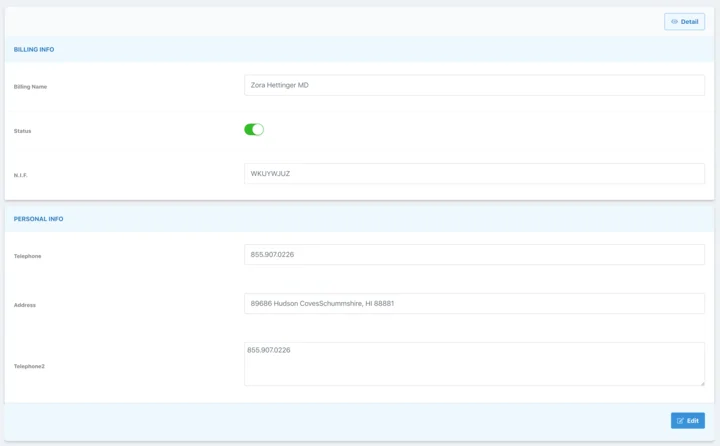 Detail
BILLING INFO
Billing Name
Zora Hettinger MD
Status
N.I.F.
WKUYWJUZ
PERSONAL INFO
Telephone
855.907.0226
Address
89686 Hudson CovesSchummshire, HI 88881
Telephone2
855.907.0226
Edit